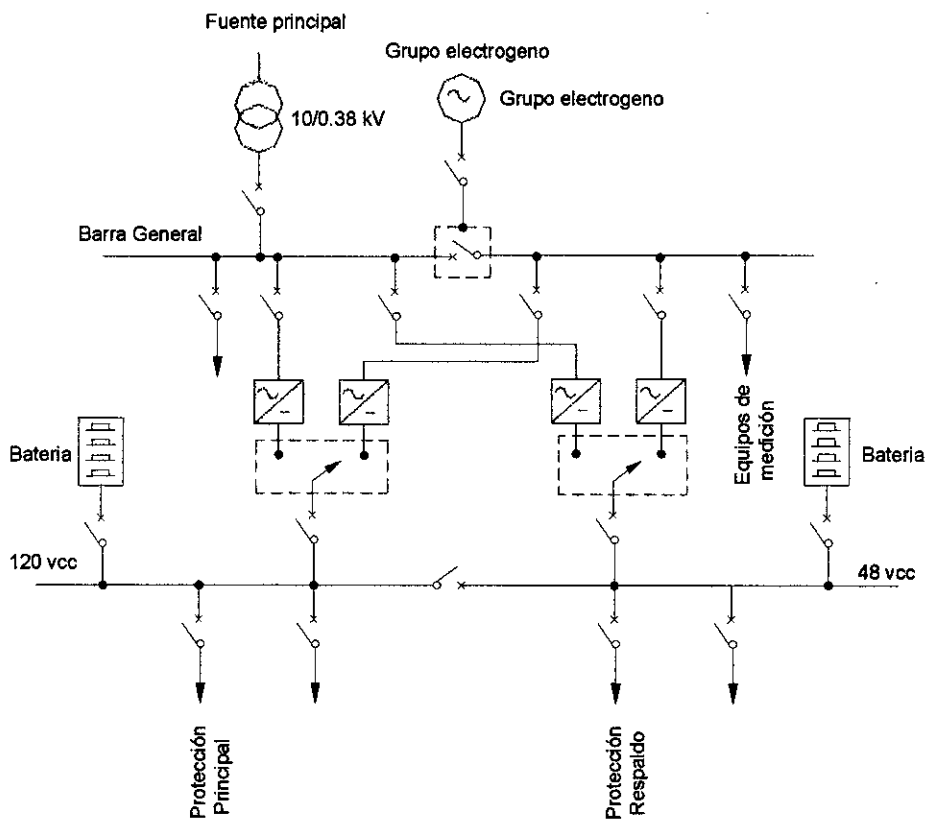 Fuente principal
Grupo electrogeno
Grupo electrogeno
10/0.38 kV
Barra General
Equipos de
medición
Bateria
Bateria
120 vcc
48 vcc
Protección
Principal
Protección
Respaldo